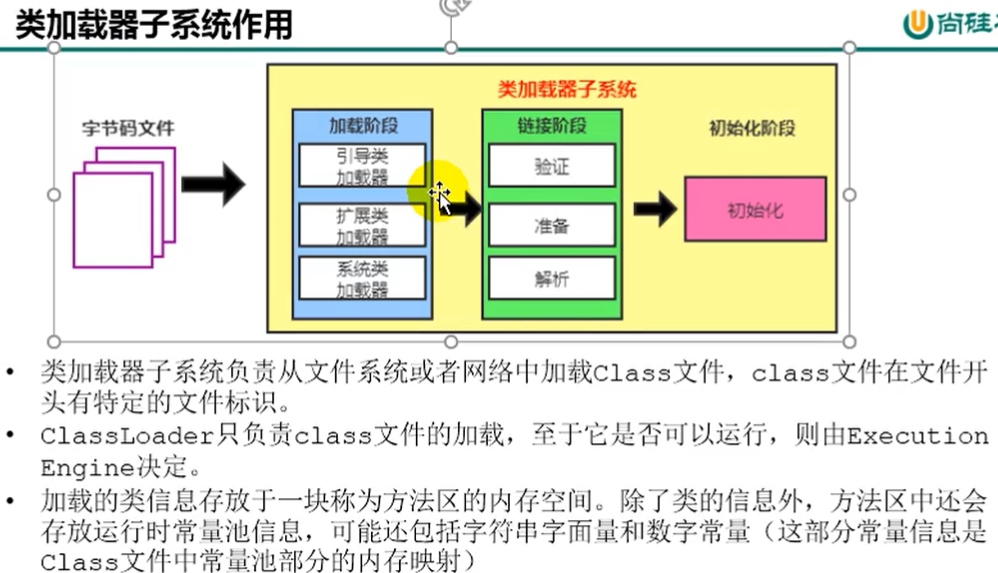 类加载器子系统作用
尚硅
类加载器子系统
字节码文件
加载阶段
引导类
加载器
扩展类
加载器
系统类
加载器
链接阶段
验证
准备
解析
初始化阶段
初始化
• 类加载器子系统负责从文件系统或者网络中加载Class文件，class文件在文件开
头有特定的文件标识。
• ClassLoader只负责class文件的加载，至于它是否可以运行，则由Execution
Engine决定。
• 加载的类信息存放于一块称为方法区的内存空间。除了类的信息外，方法区中还会
存放运行时常量池信息，可能还包括字符串字面量和数字常量（这部分常量信息是
Class文件中常量池部分的内存映射）